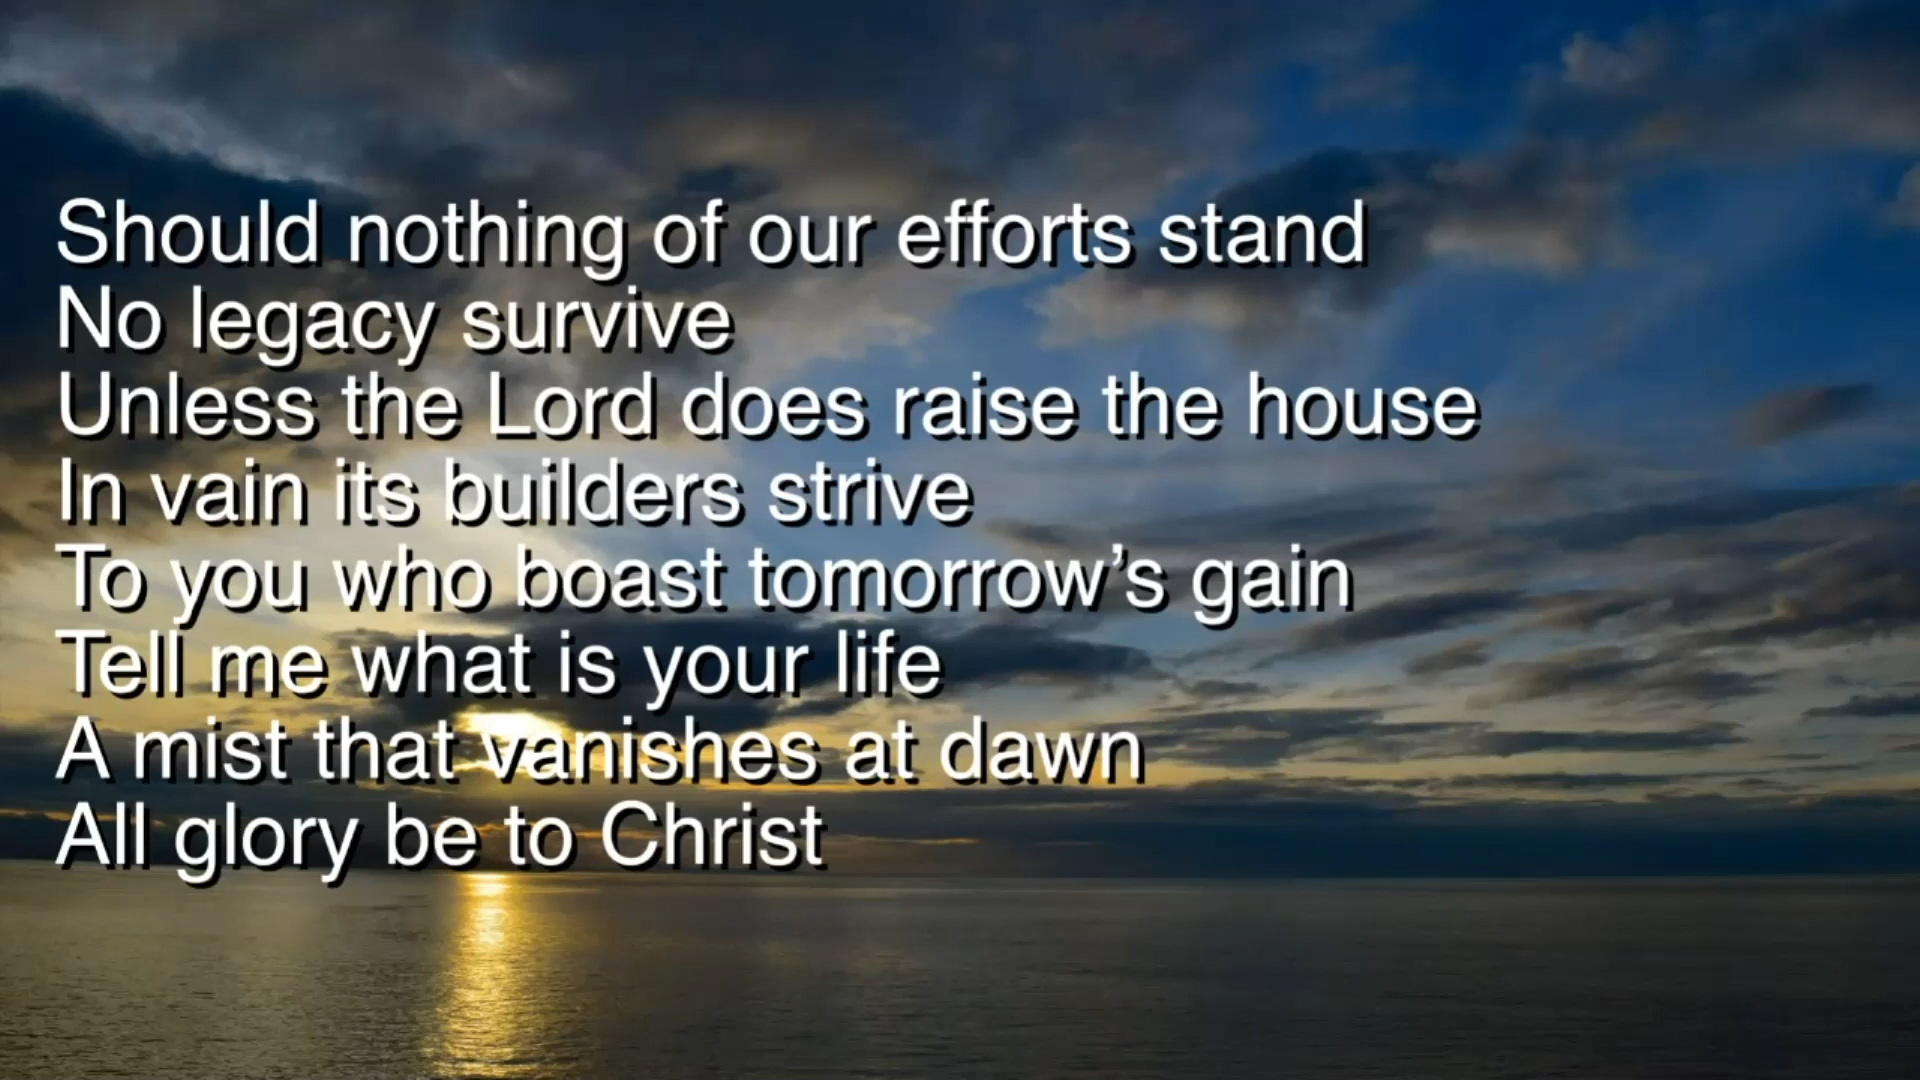 Should nothing of our efforts stand
No legacy survive
Unless the Lord does raise the house
In vain its builders strive
To you who boast tomorrow’s gain
Tell me what is your life
A mist that vanishes at dawn
All glory be to Christ